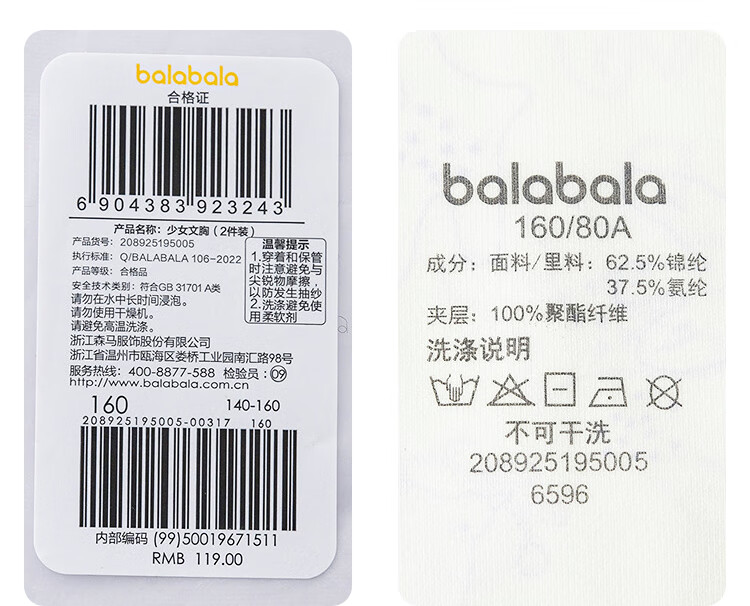 balabala
合格证
6 904383 923243
产品名称：少女文胸（2件装）
产品货号：208925195005
执行标准：Q/BALABALA 106-2022
产品等级：合格品
安全技术类别：符合GB 31701 A类
请勿在水中长时间浸泡。
请勿使用干燥机。
请避免高温洗涤。
温馨提示
1.穿着和保管
时注意避免与
尖锐物摩擦，
以防发生抽纱
2.洗涤避免使
用柔软剂
浙江森马服饰股份有限公司
浙江省温州市瓯海区娄桥工业园南汇路98号
服务热线：400-8877-588 检验员：09
http://www.balabala.com.cn
160 140-160
208925195005-00317 160
内部编码 (99)50019671511
RMB 119.00
balabala
160/80A
成分：面料/里料：62.5%锦纶
37.5%氨纶
夹层：100%聚酯纤维
洗涤说明
不可干洗
208925195005
6596